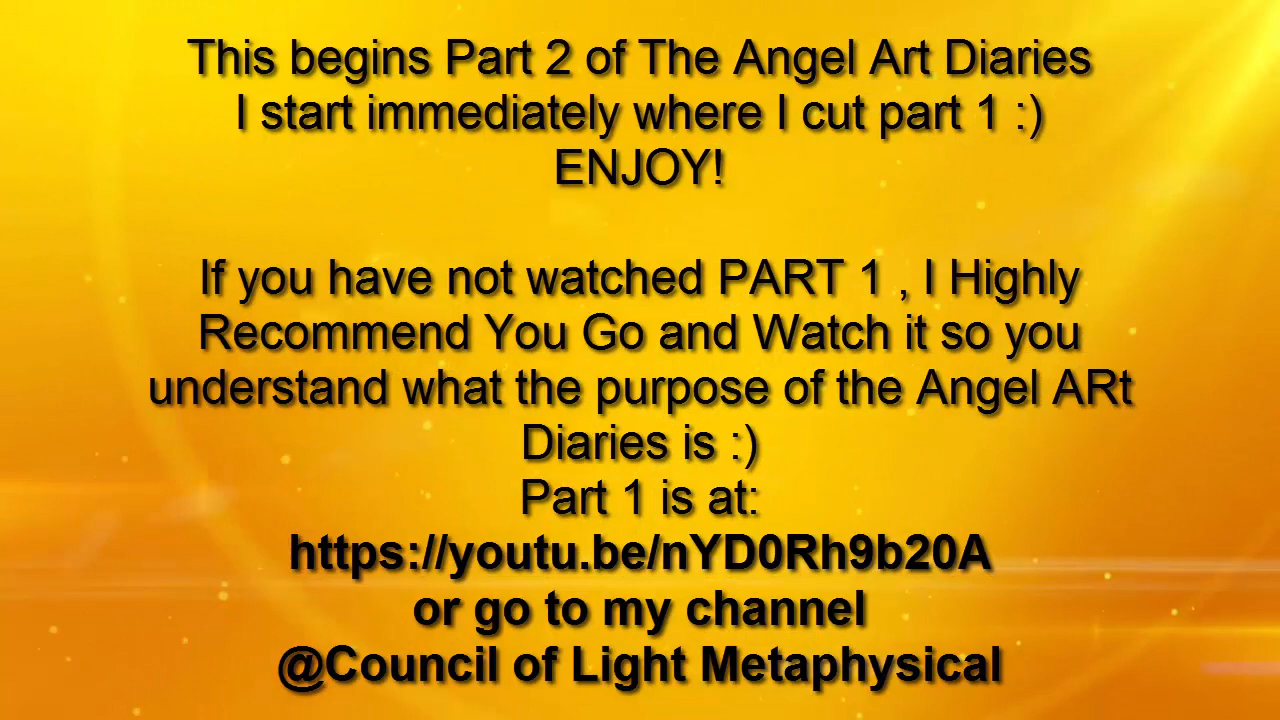 This begins Part 2 of The Angel Art Diaries
I start immediately where I cut part 1 :)
ENJOY!
If you have not watched PART 1 , I Highly
Recommend You Go and Watch it so you
understand what the purpose of the Angel ARt
Diaries is :)
Part 1 is at:
https://youtu.be/nYD0Rh9b20A
or go to my channel
@Council of Light Metaphysical